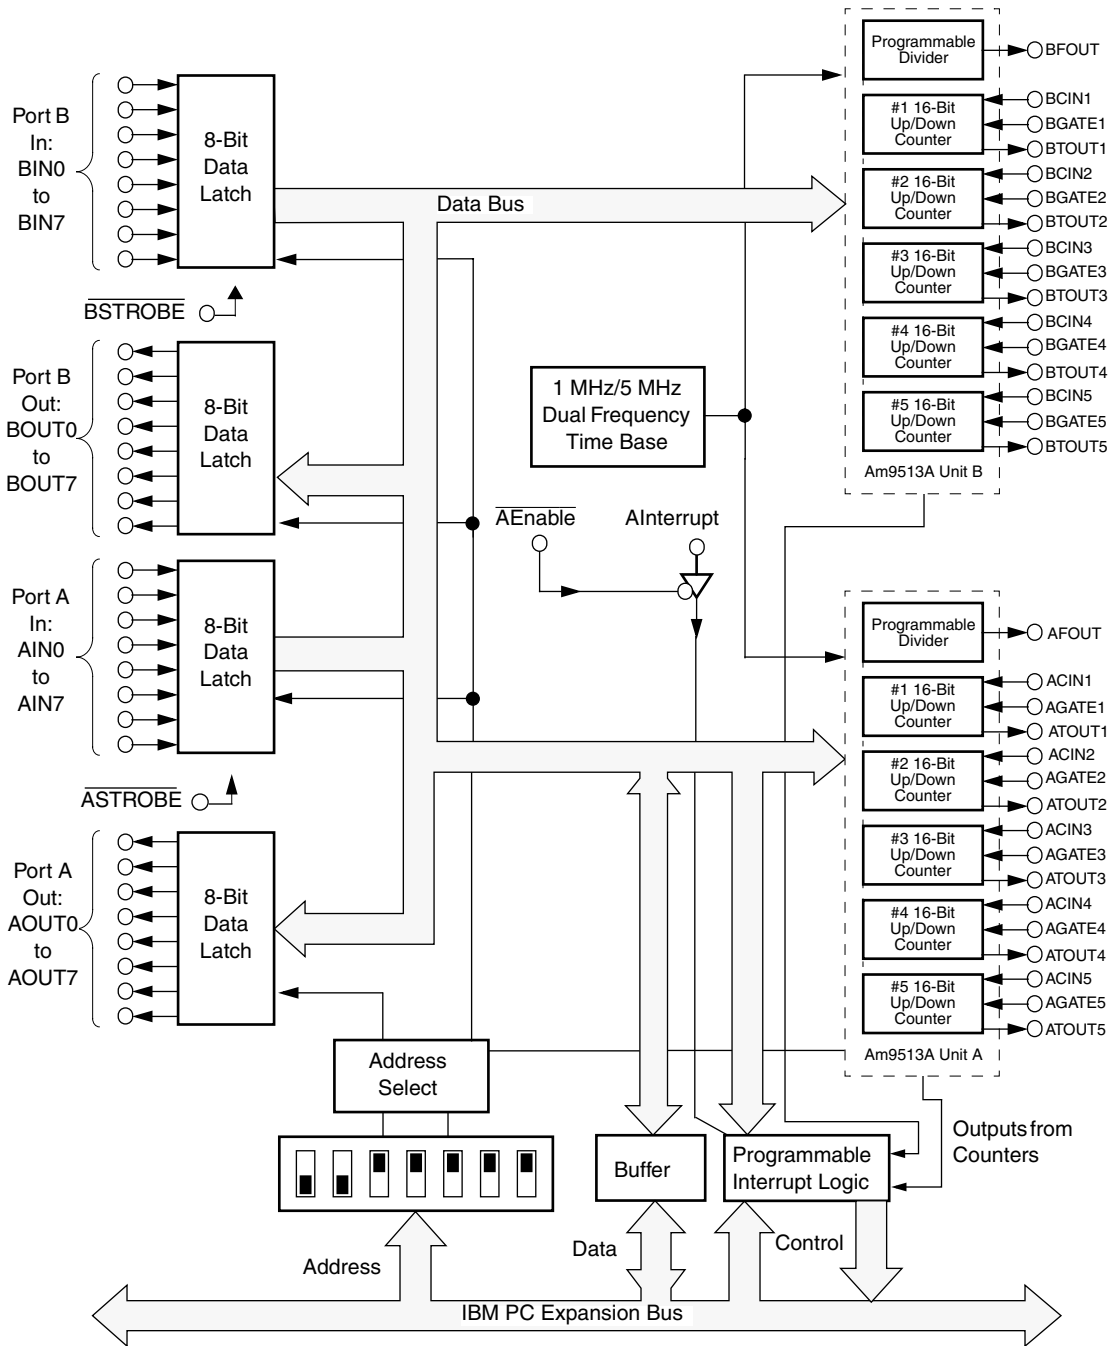 Port B
In:
BIN0
to
BIN7
8-Bit
Data
Latch
BSTROBE
Port B
Out:
BOUT0
to
BOUT7
8-Bit
Data
Latch
Port A
In:
AIN0
to
AIN7
8-Bit
Data
Latch
ASTROBE
Port A
Out:
AOUT0
to
AOUT7
8-Bit
Data
Latch
Data Bus
1 MHz/5 MHz
Dual Frequency
Time Base
AEnable
AInterrupt
Programmable
Divider
BFOUT
#1 16-Bit
Up/Down
Counter
BCIN1
BGATE1
BTOUT1
#2 16-Bit
Up/Down
Counter
BCIN2
BGATE2
BTOUT2
#3 16-Bit
Up/Down
Counter
BCIN3
BGATE3
BTOUT3
#4 16-Bit
Up/Down
Counter
BCIN4
BGATE4
BTOUT4
#5 16-Bit
Up/Down
Counter
BCIN5
BGATE5
BTOUT5
Am9513A Unit B
Programmable
Divider
AFOUT
#1 16-Bit
Up/Down
Counter
ACIN1
AGATE1
ATOUT1
#2 16-Bit
Up/Down
Counter
ACIN2
AGATE2
ATOUT2
#3 16-Bit
Up/Down
Counter
ACIN3
AGATE3
ATOUT3
#4 16-Bit
Up/Down
Counter
ACIN4
AGATE4
ATOUT4
#5 16-Bit
Up/Down
Counter
ACIN5
AGATE5
ATOUT5
Am9513A Unit A
Address
Select
Buffer
Programmable
Interrupt Logic
Outputs from
Counters
Address
Data
Control
IBM PC Expansion Bus